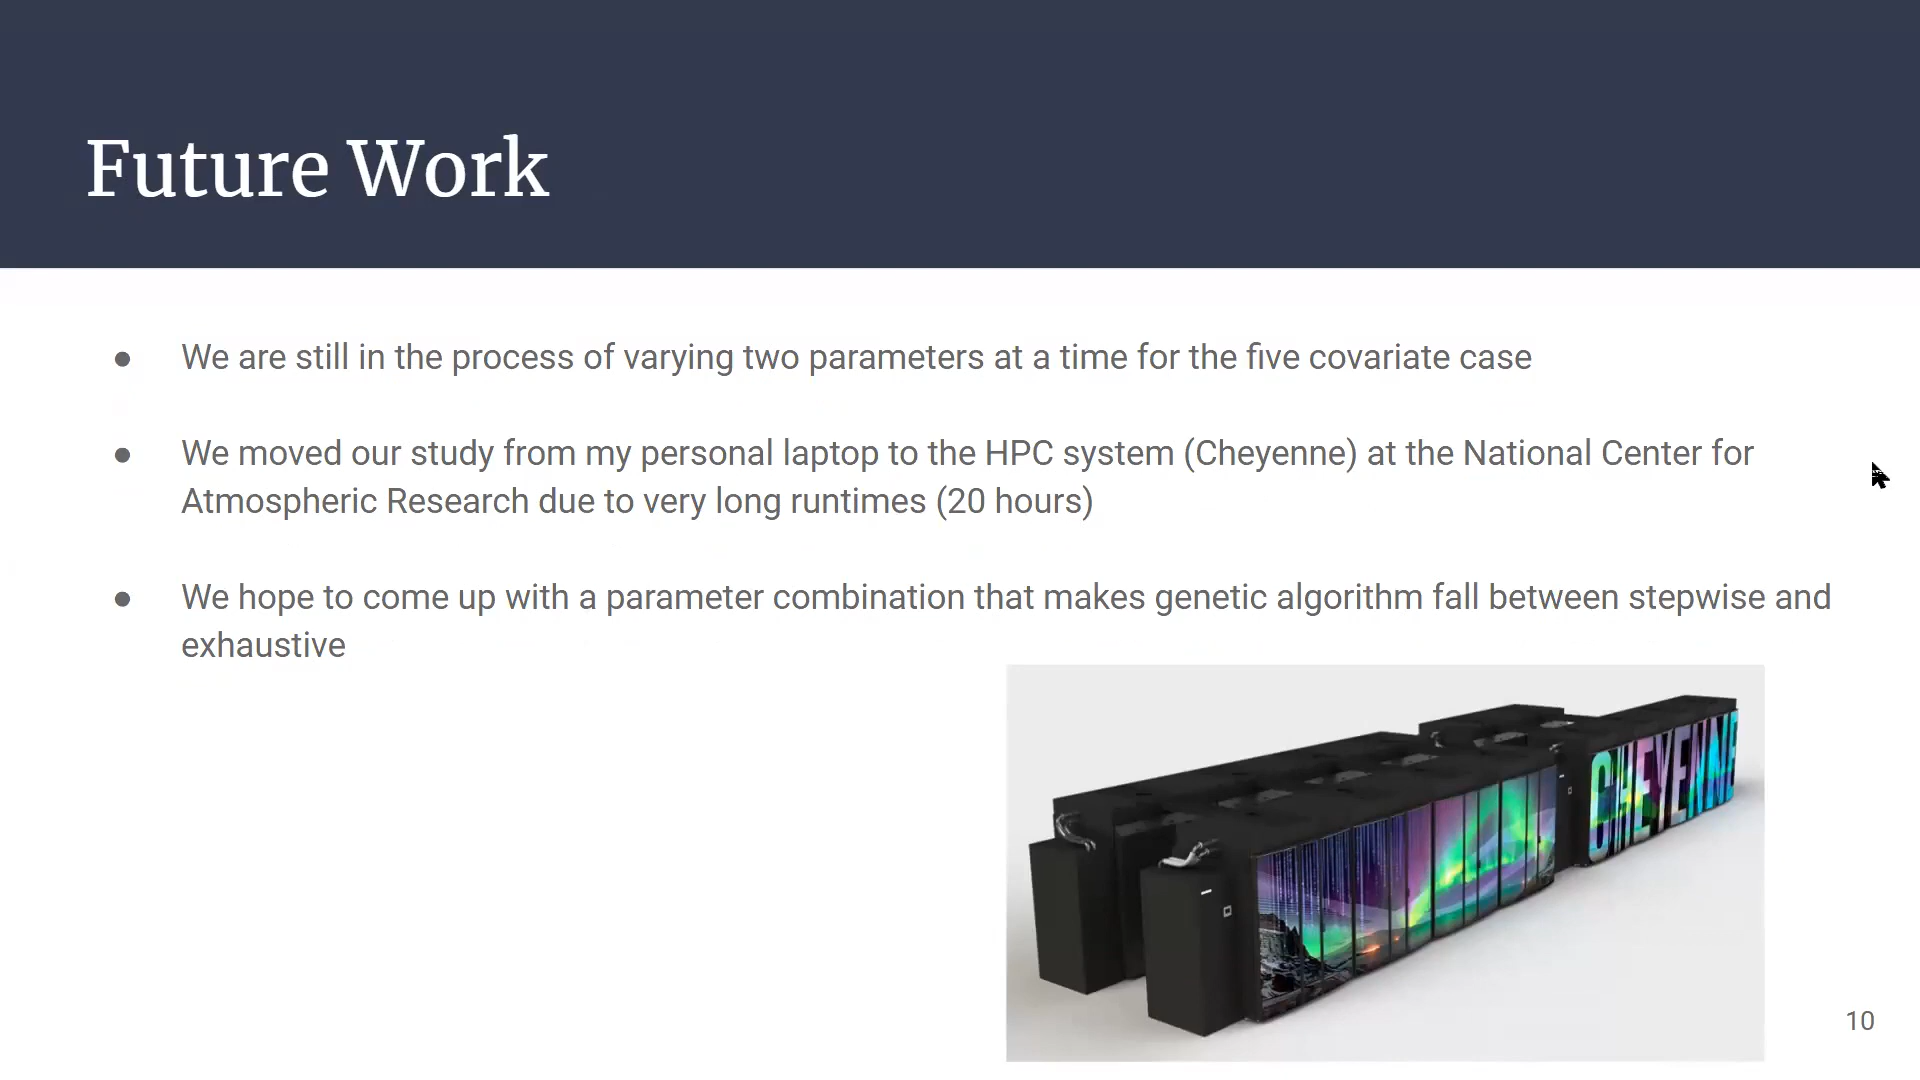 Future Work
● We are still in the process of varying two parameters at a time for the five covariate case
● We moved our study from my personal laptop to the HPC system (Cheyenne) at the National Center for
Atmospheric Research due to very long runtimes (20 hours)
● We hope to come up with a parameter combination that makes genetic algorithm fall between stepwise and
exhaustive
CHEYENNE
10